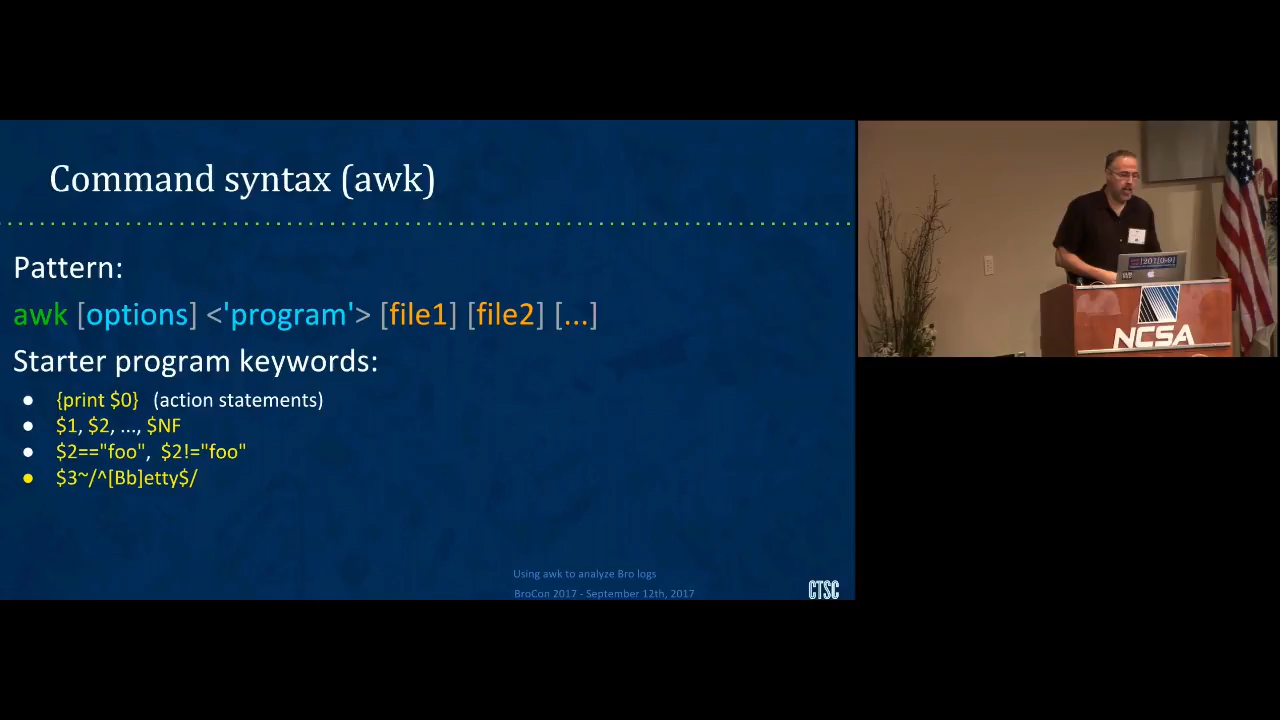 Command syntax (awk)
Pattern:
awk [options] <'program'> [file1] [file2] [...]
Starter program keywords:
● {print $0} (action statements)
● $1, $2, ..., $NF
● $2=="foo", $2!="foo"
● $3~/^[Bb]etty$/
Using awk to analyze Bro logs
BroCon 2017 - September 12th, 2017
CTSC
NCSA